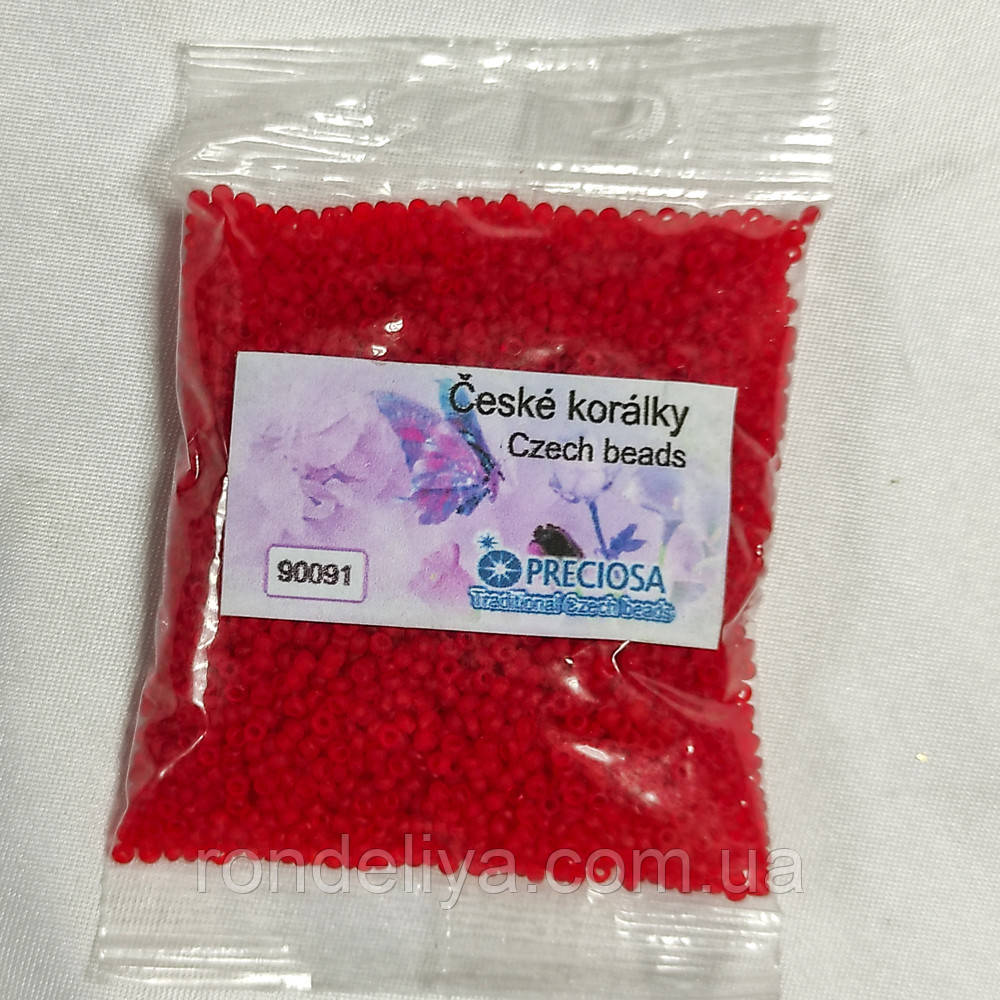 České korálky
Czech beads
90091
PRECIOSA
Traditional Czech beads
rondeliya.com.ua